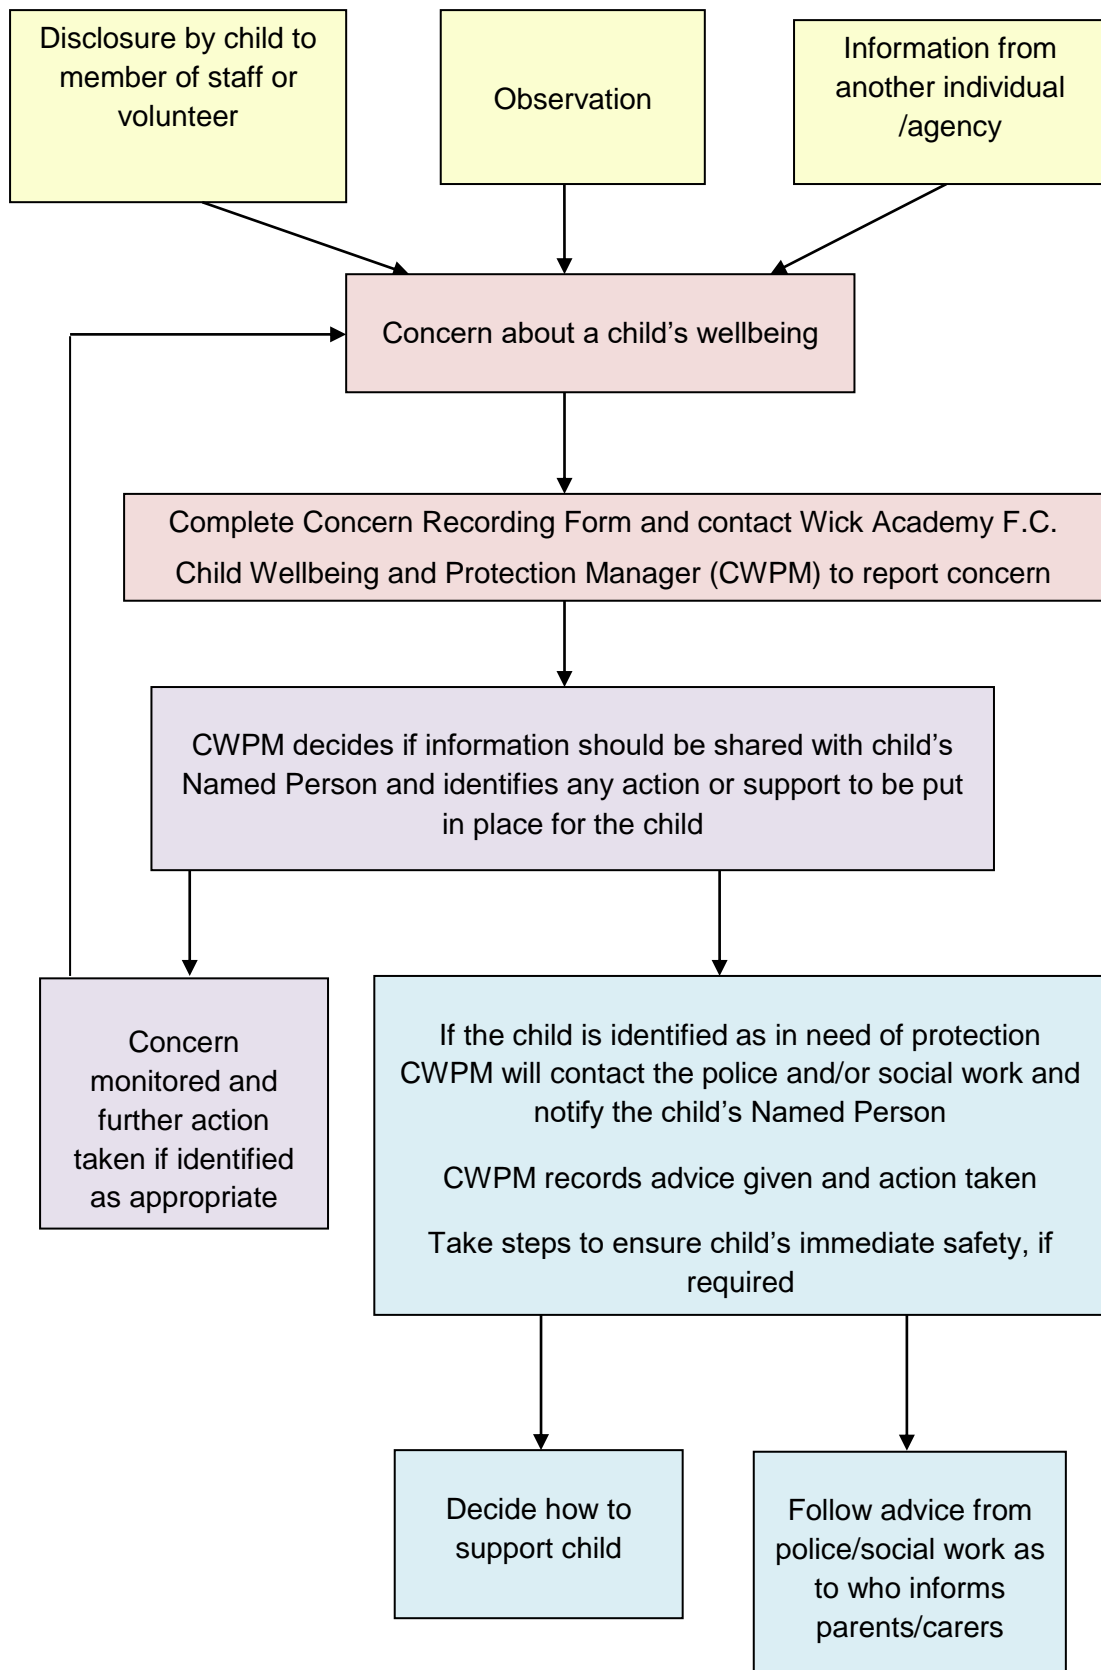 Disclosure by child to
member of staff or
volunteer
Observation
Information from
another individual
/agency
Concern about a child’s wellbeing
Complete Concern Recording Form and contact Wick Academy F.C.
Child Wellbeing and Protection Manager (CWPM) to report concern
CWPM decides if information should be shared with child’s
Named Person and identifies any action or support to be put
in place for the child
Concern
monitored and
further action
taken if identified
as appropriate
If the child is identified as in need of protection
CWPM will contact the police and/or social work and
notify the child’s Named Person
CWPM records advice given and action taken
Take steps to ensure child’s immediate safety, if
required
Decide how to
support child
Follow advice from
police/social work as
to who informs
parents/carers